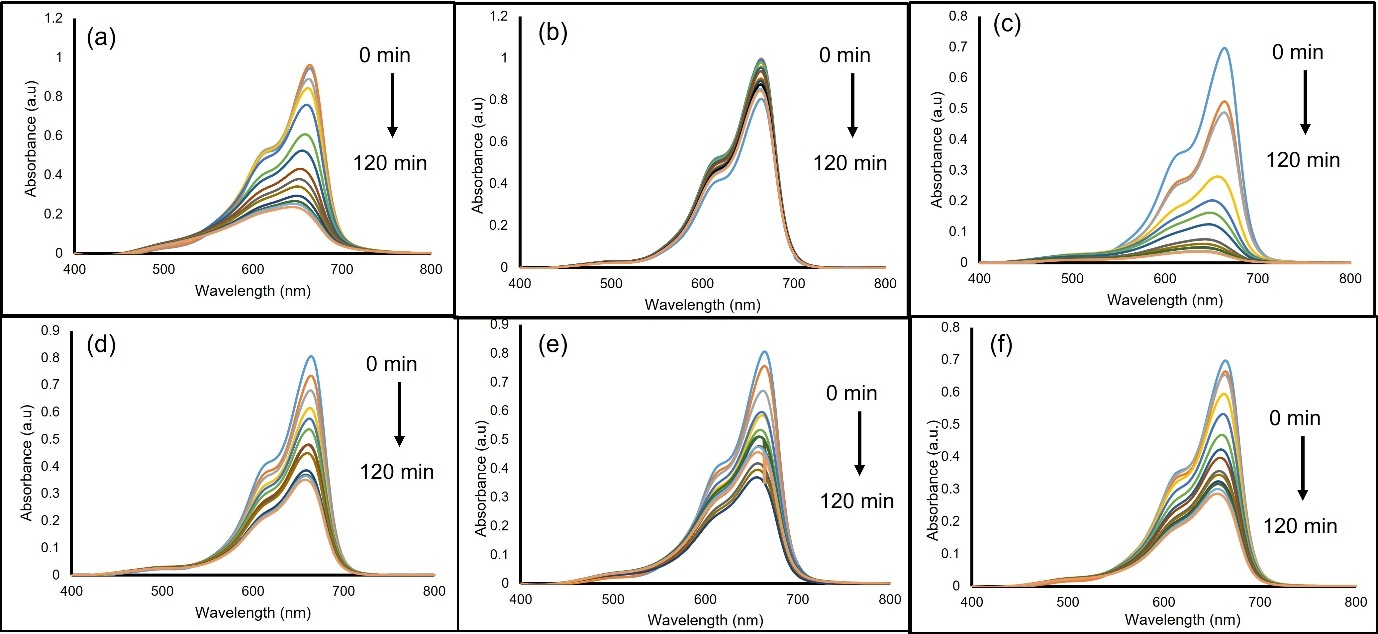 (a)
0 min
120 min
Absorbance (a.u)
1.2
1
0.8
0.6
0.4
0.2
0
400 500 600 700 800
Wavelength (nm)
(b)
0 min
120 min
Absorbance (a.u)
1.2
1
0.8
0.6
0.4
0.2
0
400 500 600 700 800
Wavelength (nm)
(c)
0 min
120 min
Absorbance (a.u)
0.8
0.7
0.6
0.5
0.4
0.3
0.2
0.1
0
400 500 600 700 800
Wavelength (nm)
(d)
0 min
120 min
Absorbance (a.u)
0.9
0.8
0.7
0.6
0.5
0.4
0.3
0.2
0.1
0
400 500 600 700 800
Wavelength (nm)
(e)
0 min
120 min
Absorbance (a.u)
0.9
0.8
0.7
0.6
0.5
0.4
0.3
0.2
0.1
0
400 500 600 700 800
Wavelength (nm)
(f)
0 min
120 min
Absorbance (a.u.)
0.8
0.7
0.6
0.5
0.4
0.3
0.2
0.1
0
400 500 600 700 800
Wavelength (nm)